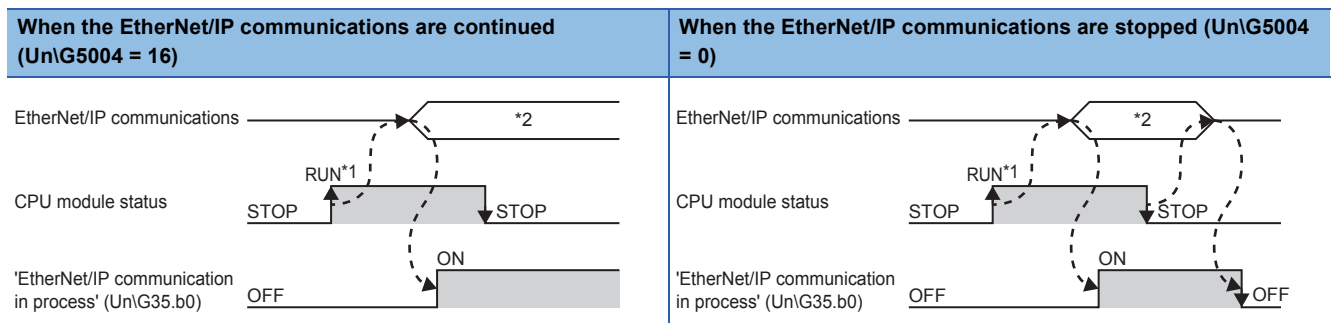 When the EtherNet/IP communications are continued
(Un\G5004 = 16)
When the EtherNet/IP communications are stopped (Un\G5004
= 0)
EtherNet/IP communications
*2
RUN*1
CPU module status
STOP
STOP
ON
'EtherNet/IP communication
in process' (Un\G35.b0)
OFF
EtherNet/IP communications
*2
RUN*1
CPU module status
STOP
STOP
ON
'EtherNet/IP communication
in process' (Un\G35.b0)
OFF
OFF